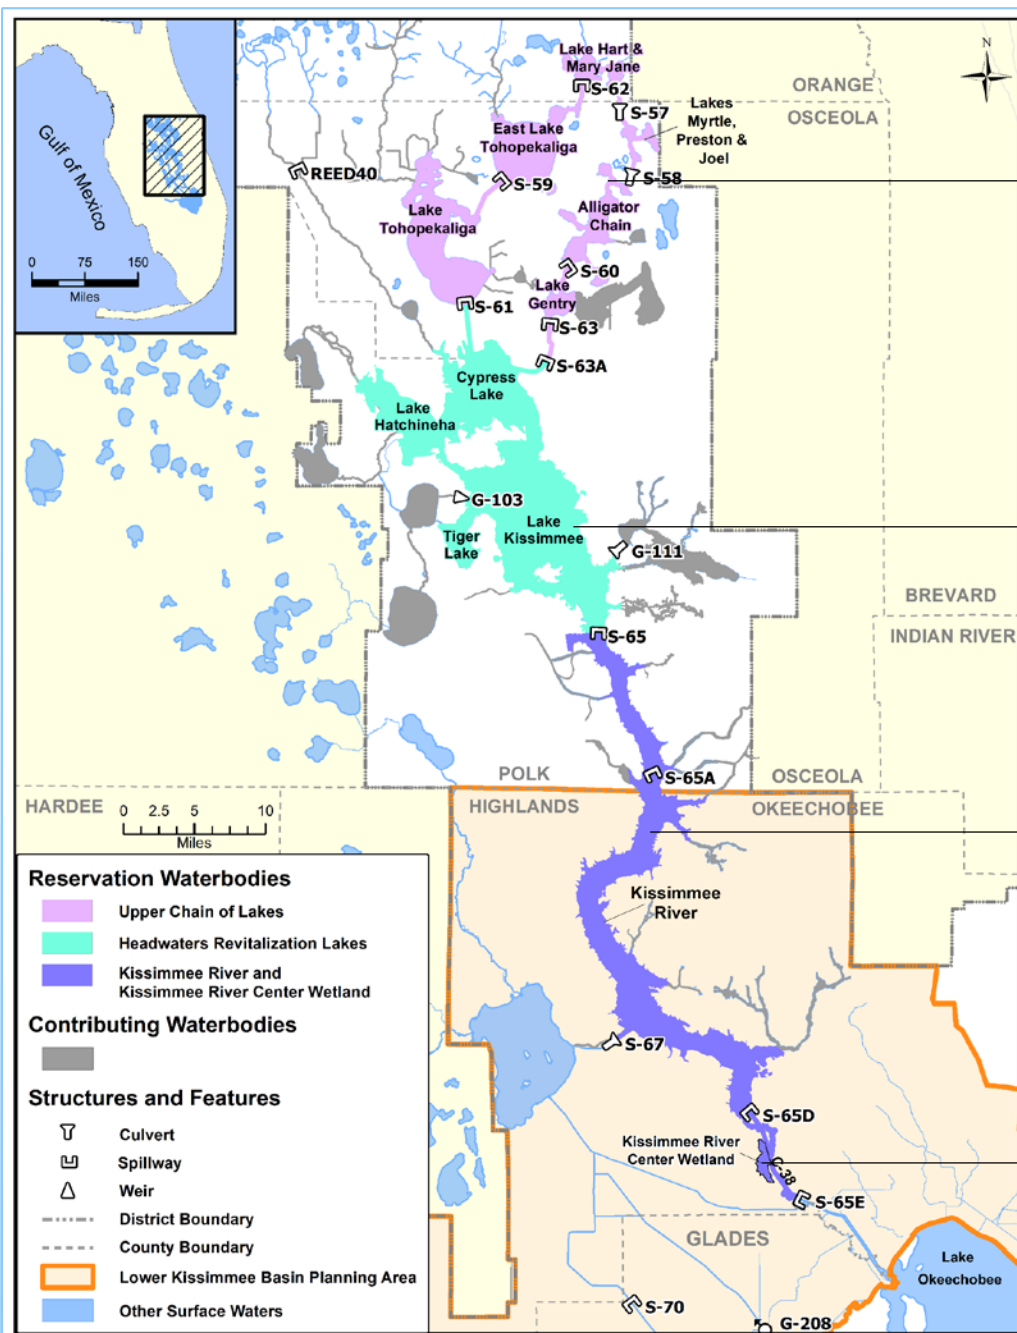 Gulf of Mexico
0 75 150
Miles
N
Lake Hart &
Mary Jane
S-62
ORANGE
OSCEOLA
S-57
Lakes
Myrtle,
Preston &
Joel
East Lake
Tohopekaliga
REED40
S-59
S-58
Lake
Tohopekaliga
Alligator
Chain
S-60
Lake
Gentry
S-61
S-63
S-63A
Cypress
Lake
Lake
Hatchineha
G-103
Lake
Kissimmee
Tiger
Lake
G-111
BREVARD
INDIAN RIVER
S-65
POLK
S-65A
OSCEOLA
HARDEE
HIGHLANDS
OKEECHOBEE
0 2.5 5 10
Miles
Kissimmee
River
S-67
S-65D
Kissimmee River
Center Wetland
C-38
S-65E
GLADES
Lake
Okeechobee
S-70
G-208
Reservation Waterbodies
Upper Chain of Lakes
Headwaters Revitalization Lakes
Kissimmee River and
Kissimmee River Center Wetland
Contributing Waterbodies
Structures and Features
Culvert
Spillway
Weir
District Boundary
County Boundary
Lower Kissimmee Basin Planning Area
Other Surface Waters